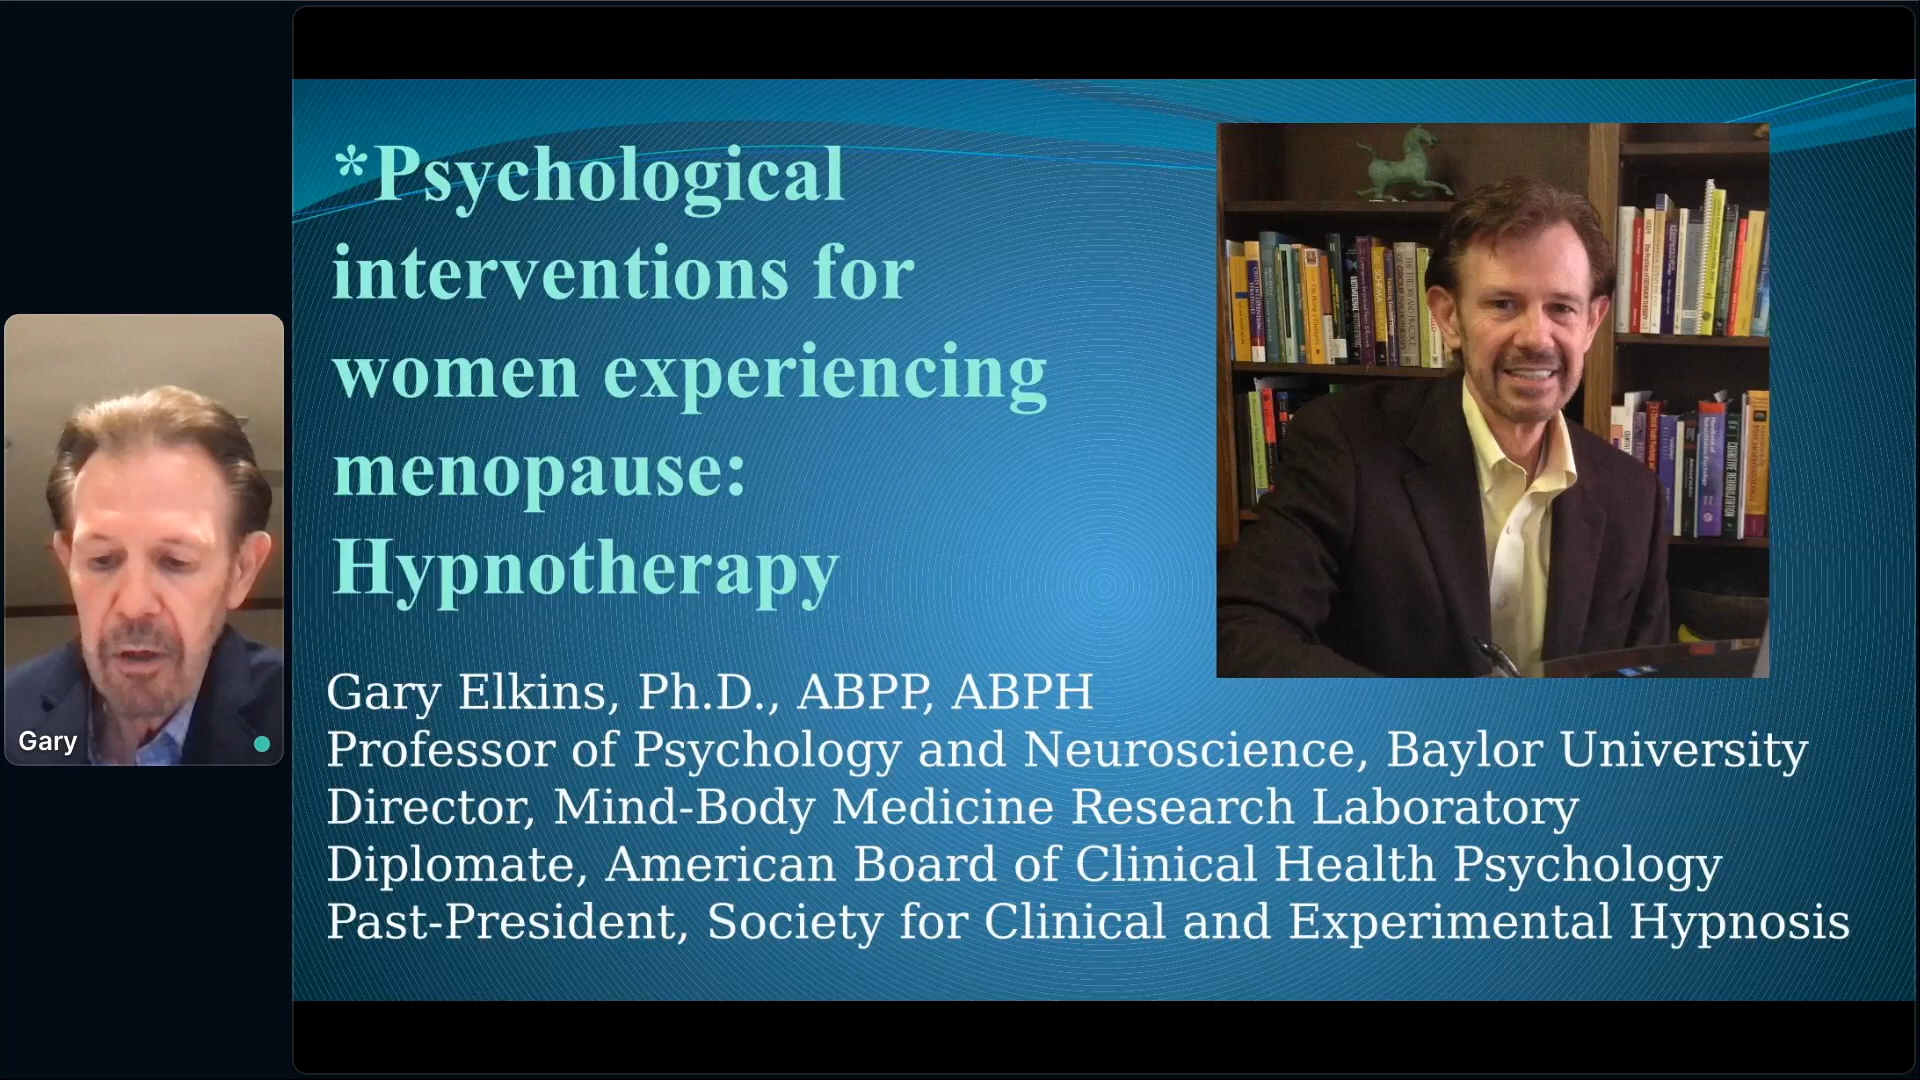 *Psychological
interventions for
women experiencing
menopause:
Hypnotherapy
Gary Elkins, Ph.D., ABPP, ABPH
Professor of Psychology and Neuroscience, Baylor University
Director, Mind-Body Medicine Research Laboratory
Diplomate, American Board of Clinical Health Psychology
Past-President, Society for Clinical and Experimental Hypnosis
Gary